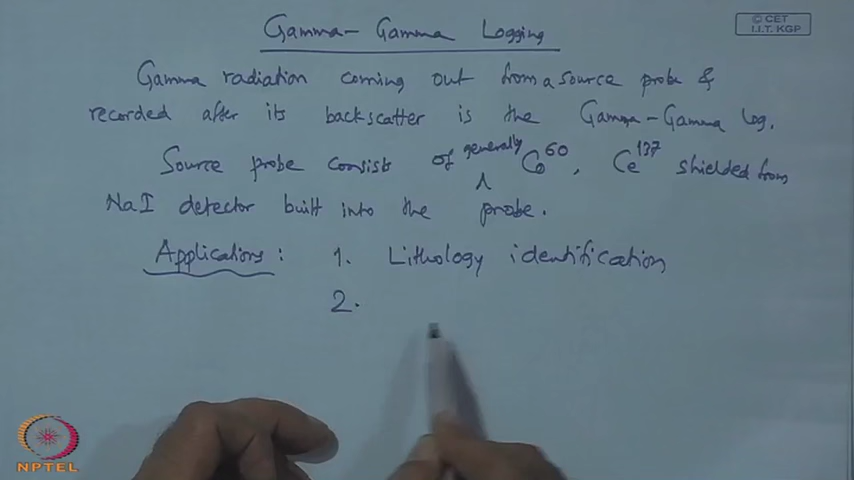 Gamma-Gamma Logging
© CET
I.I.T. KGP
Gamma radiation coming out from a source probe &
recorded after its backscatter is the Gamma-Gamma log.
Source probe consists of generally Co60, Ce137 shielded from
NaI detector built into the probe.
Applications: 1. Lithology identification
2.
NPTEL